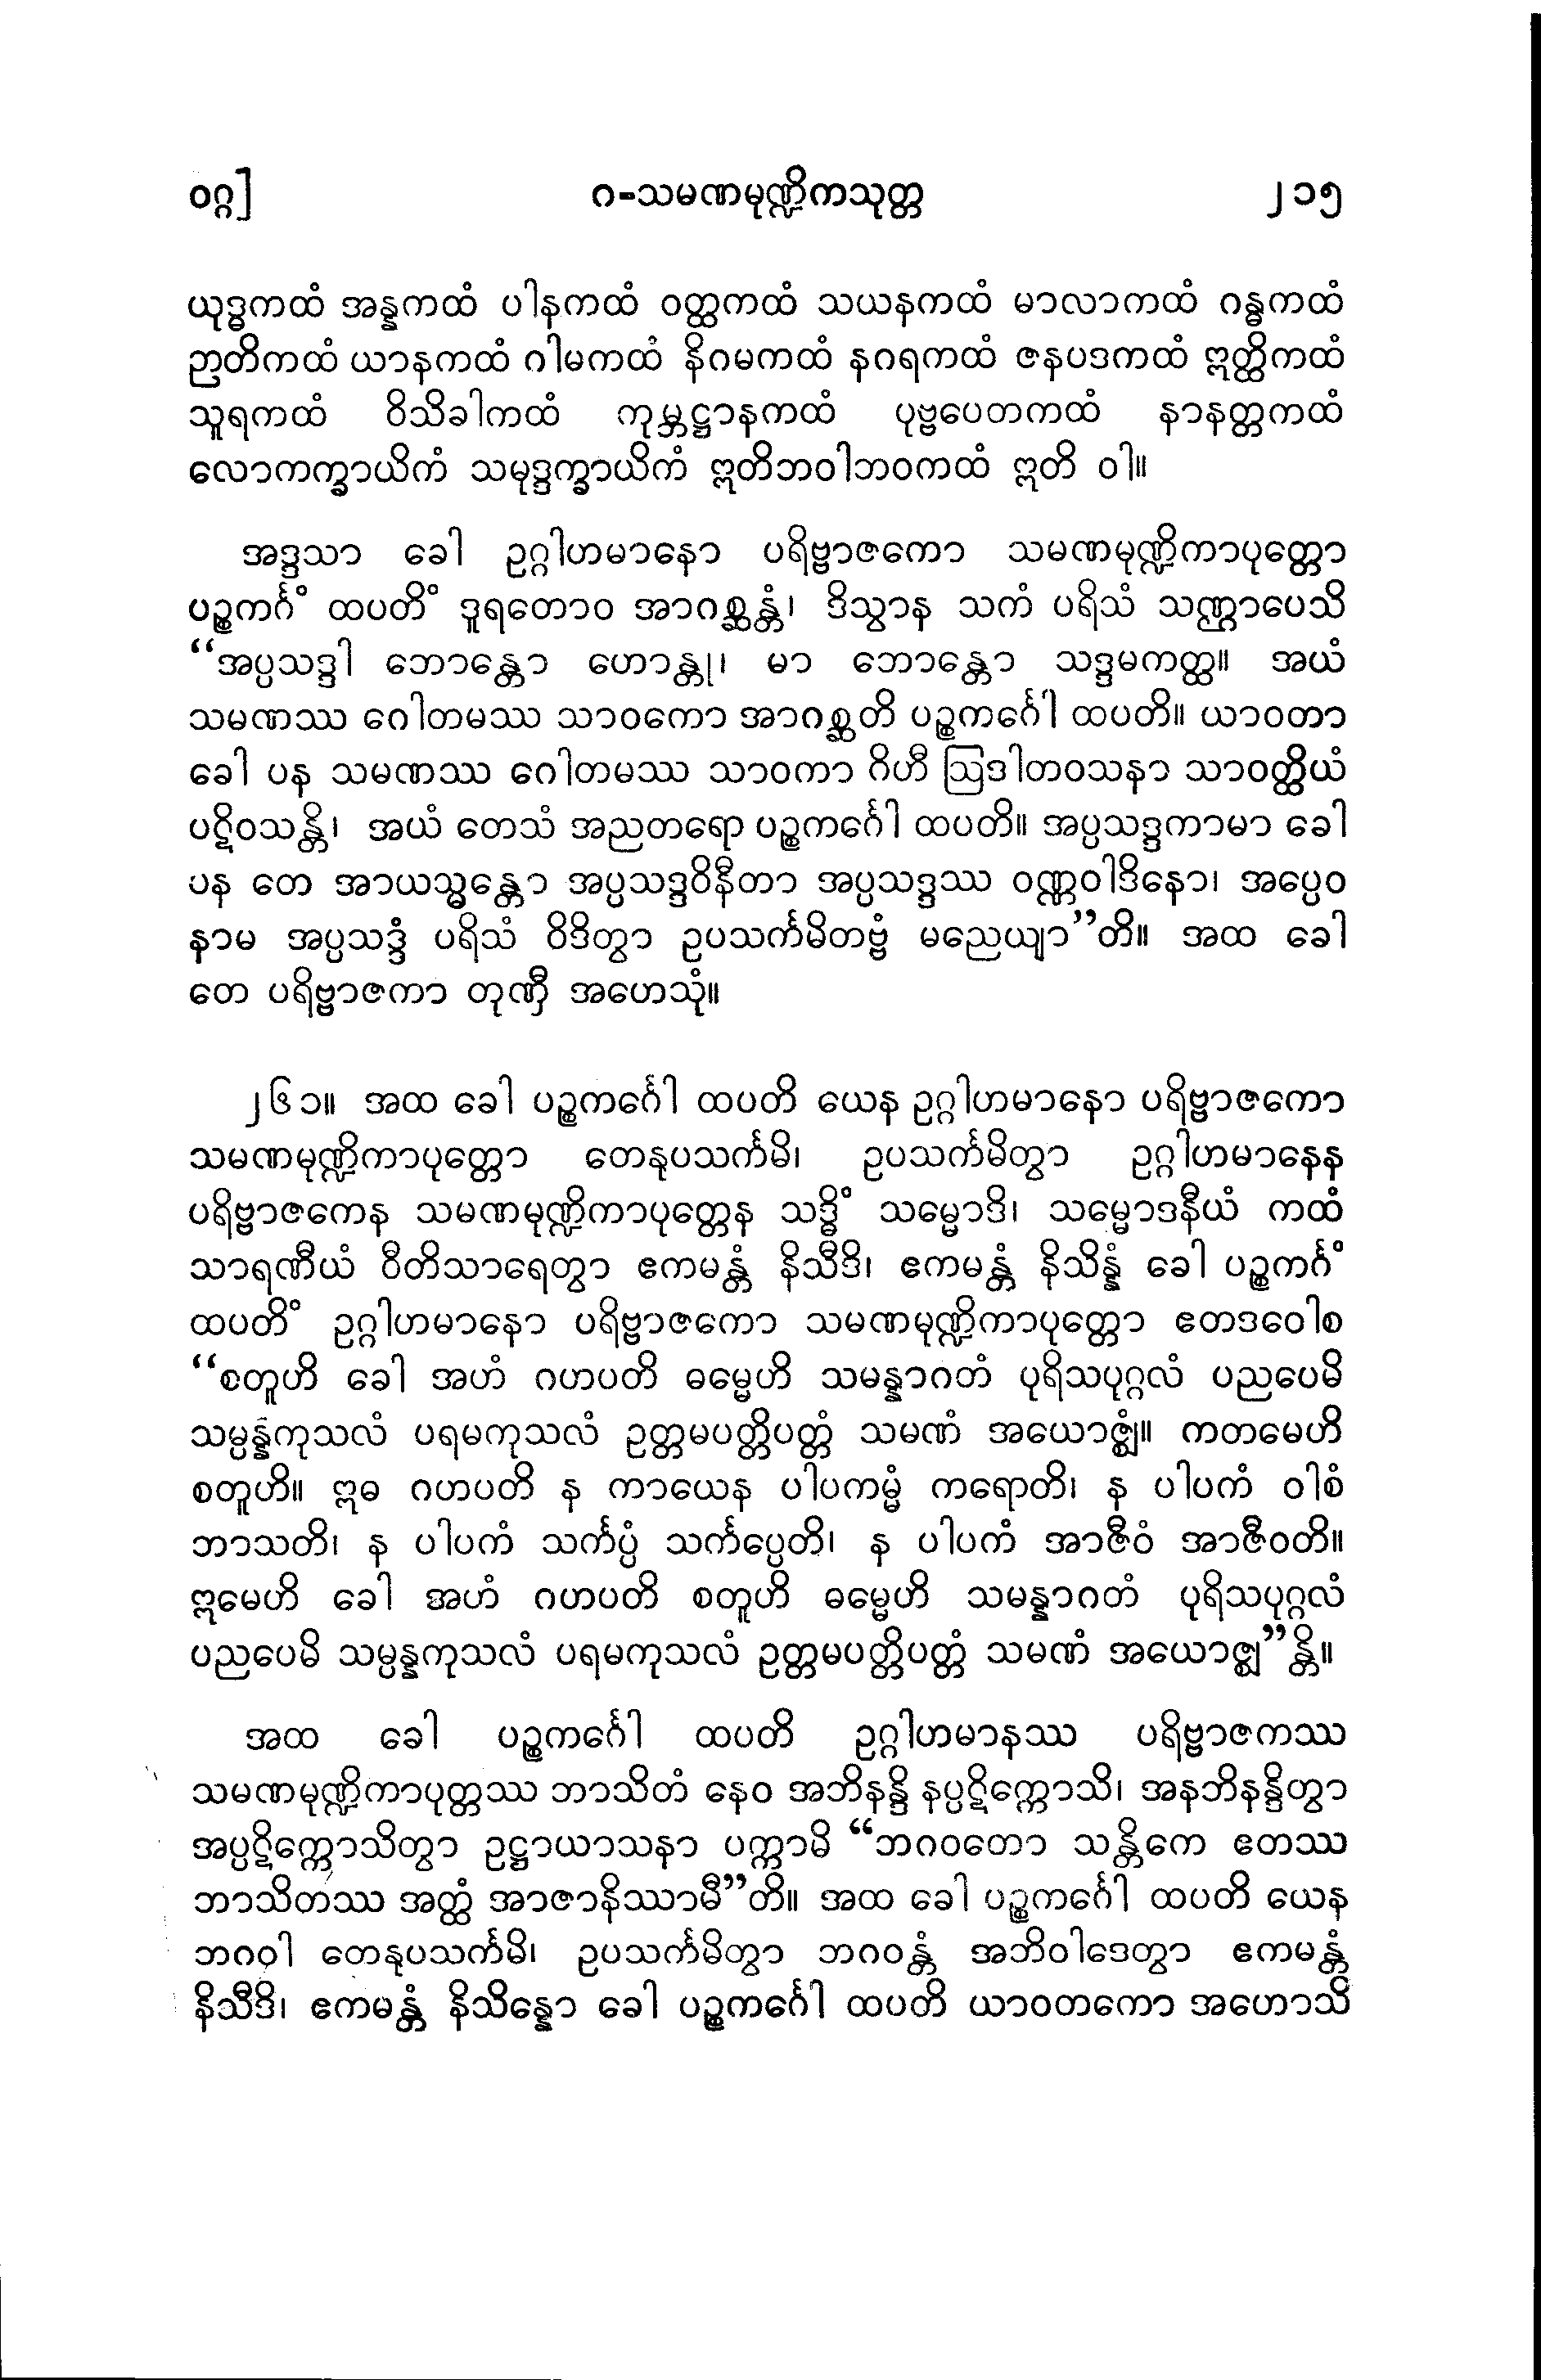 ဝဂ္ဂ] ဂ-သမဏမုဏ္ဍိကသုတ္တ ၂၁၅
ယုဒ္ဓကထံ အန္နကထံ ပါနကထံ ဝတ္ထကထံ သယနကထံ မာလာကထံ ဂန္ဓကထံ
ဉာတိကထံ ယာနကထံ ဂါမကထံ နိဂမကထံ နဂရကထံ ဇနပဒကထံ ဣတ္ထိကထံ
သူရကထံ ဝိသိခါကထံ ကုမ္ဘဋ္ဌာနကထံ ပုဗ္ဗပေတကထံ နာနတ္တကထံ
လောကက္ခာယိကံ သမုဒ္ဒက္ခာယိကံ ဣတိဘဝါဘဝကထံ ဣတိ ဝါ။
အဒ္ဒသာ ခေါ ဥဂ္ဂါဟမာနော ပရိဗ္ဗာဇကော သမဏမုဏ္ဍိကာပုတ္တော
ပဉ္စကင်္ဂံ ထပတိံ ဒူရတောဝ အာဂစ္ဆန္တံ၊ ဒိသွာန သကံ ပရိသံ သဏ္ဌာပေသိ
“အပ္ပသဒ္ဒါ ဘောန္တော ဟောန္တု၊ မာ ဘောန္တော သဒ္ဒမကတ္ထ။ အယံ
သမဏဿ ဂေါတမဿ သာဝကော အာဂစ္ဆတိ ပဉ္စကင်္ဂေါ ထပတိ။ ယာဝတာ
ခေါ ပန သမဏဿ ဂေါတမဿ သာဝကာ ဂိဟီ ဩဒါတဝသနာ သာဝတ္ထိယံ
ပဋိဝသန္တိ၊ အယံ တေသံ အညတရော ပဉ္စကင်္ဂေါ ထပတိ။ အပ္ပသဒ္ဒကာမာ ခေါ
ပန တေ အာယသ္မန္တော အပ္ပသဒ္ဒဝိနီတာ အပ္ပသဒ္ဒဿ ဝဏ္ဏဝါဒိနော၊ အပ္ပေဝ
နာမ အပ္ပသဒ္ဒံ ပရိသံ ဝိဒိတွာ ဥပသင်္ကမိတဗ္ဗံ မညေယျာ”တိ။ အထ ခေါ
တေ ပရိဗ္ဗာဇကာ တုဏှီ အဟေသုံ။
၂၆၁။ အထ ခေါ ပဉ္စကင်္ဂေါ ထပတိ ယေန ဥဂ္ဂါဟမာနော ပရိဗ္ဗာဇကော
သမဏမုဏ္ဍိကာပုတ္တော တေနုပသင်္ကမိ၊ ဥပသင်္ကမိတွာ ဥဂ္ဂါဟမာနေန
ပရိဗ္ဗာဇကေန သမဏမုဏ္ဍိကာပုတ္တေန သဒ္ဓိံ သမ္မောဒိ၊ သမ္မောဒနီယံ ကထံ
သာရဏီယံ ဝီတိသာရေတွာ ဧကမန္တံ နိသီဒိ၊ ဧကမန္တံ နိသိန္နံ ခေါ ပဉ္စကင်္ဂံ
ထပတိံ ဥဂ္ဂါဟမာနော ပရိဗ္ဗာဇကော သမဏမုဏ္ဍိကာပုတ္တော ဧတဒဝေါစ
“စတူဟိ ခေါ အဟံ ဂဟပတိ ဓမ္မေဟိ သမန္နာဂတံ ပုရိသပုဂ္ဂလံ ပညပေမိ
သမ္ပန္နံကုသလံ ပရမကုသလံ ဥတ္တမပတ္တိပတ္တံ သမဏံ အယောဇ္ဈံ။ ကတမေဟိ
စတူဟိ။ ဣဓ ဂဟပတိ န ကာယေန ပါပကမ္မံ ကရောတိ၊ န ပါပကံ ဝါစံ
ဘာသတိ၊ န ပါပကံ သင်္ကပ္ပံ သင်္ကပ္ပေတိ၊ န ပါပကံ အာဇီဝံ အာဇီဝတိ။
ဣမေဟိ ခေါ အဟံ ဂဟပတိ စတူဟိ ဓမ္မေဟိ သမန္နာဂတံ ပုရိသပုဂ္ဂလံ
ပညပေမိ သမ္ပန္နကုသလံ ပရမကုသလံ ဥတ္တမပတ္တိပတ္တံ သမဏံ အယောဇ္ဈ”န္တိ။
အထ ခေါ ပဉ္စကင်္ဂေါ ထပတိ ဥဂ္ဂါဟမာနဿ ပရိဗ္ဗာဇကဿ
သမဏမုဏ္ဍိကာပုတ္တဿ ဘာသိတံ နေဝ အဘိနန္ဒိ နပ္ပဋိက္ကောသိ၊ အနဘိနန္ဒိတွာ
အပ္ပဋိက္ကောသိတွာ ဥဋ္ဌာယာသနာ ပက္ကာမိ “ဘဂဝတော သန္တိကေ ဧတဿ
ဘာသိတဿ အတ္ထံ အာဇာနိဿာမီ”တိ။ အထ ခေါ ပဉ္စကင်္ဂေါ ထပတိ ယေန
ဘဂဝါ တေနုပသင်္ကမိ၊ ဥပသင်္ကမိတွာ ဘဂဝန္တံ အဘိဝါဒေတွာ ဧကမန္တံ
နိသီဒိ၊ ဧကမန္တံ နိသိန္နော ခေါ ပဉ္စကင်္ဂေါ ထပတိ ယာဝတကော အဟောသိ